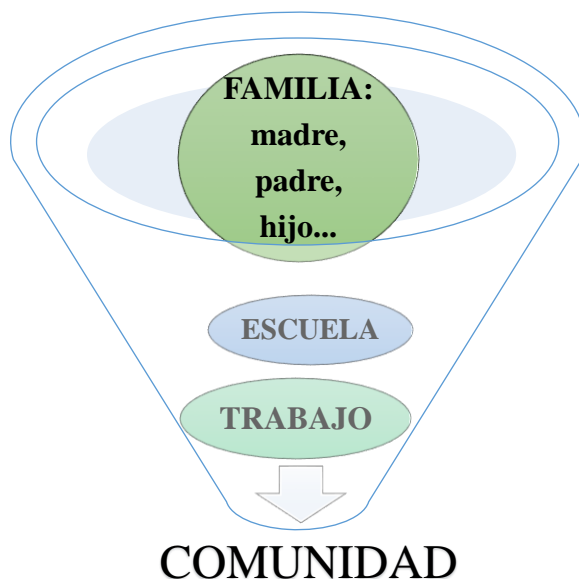 FAMILIA:
madre,
padre,
hijo...
ESCUELA
TRABAJO
COMUNIDAD